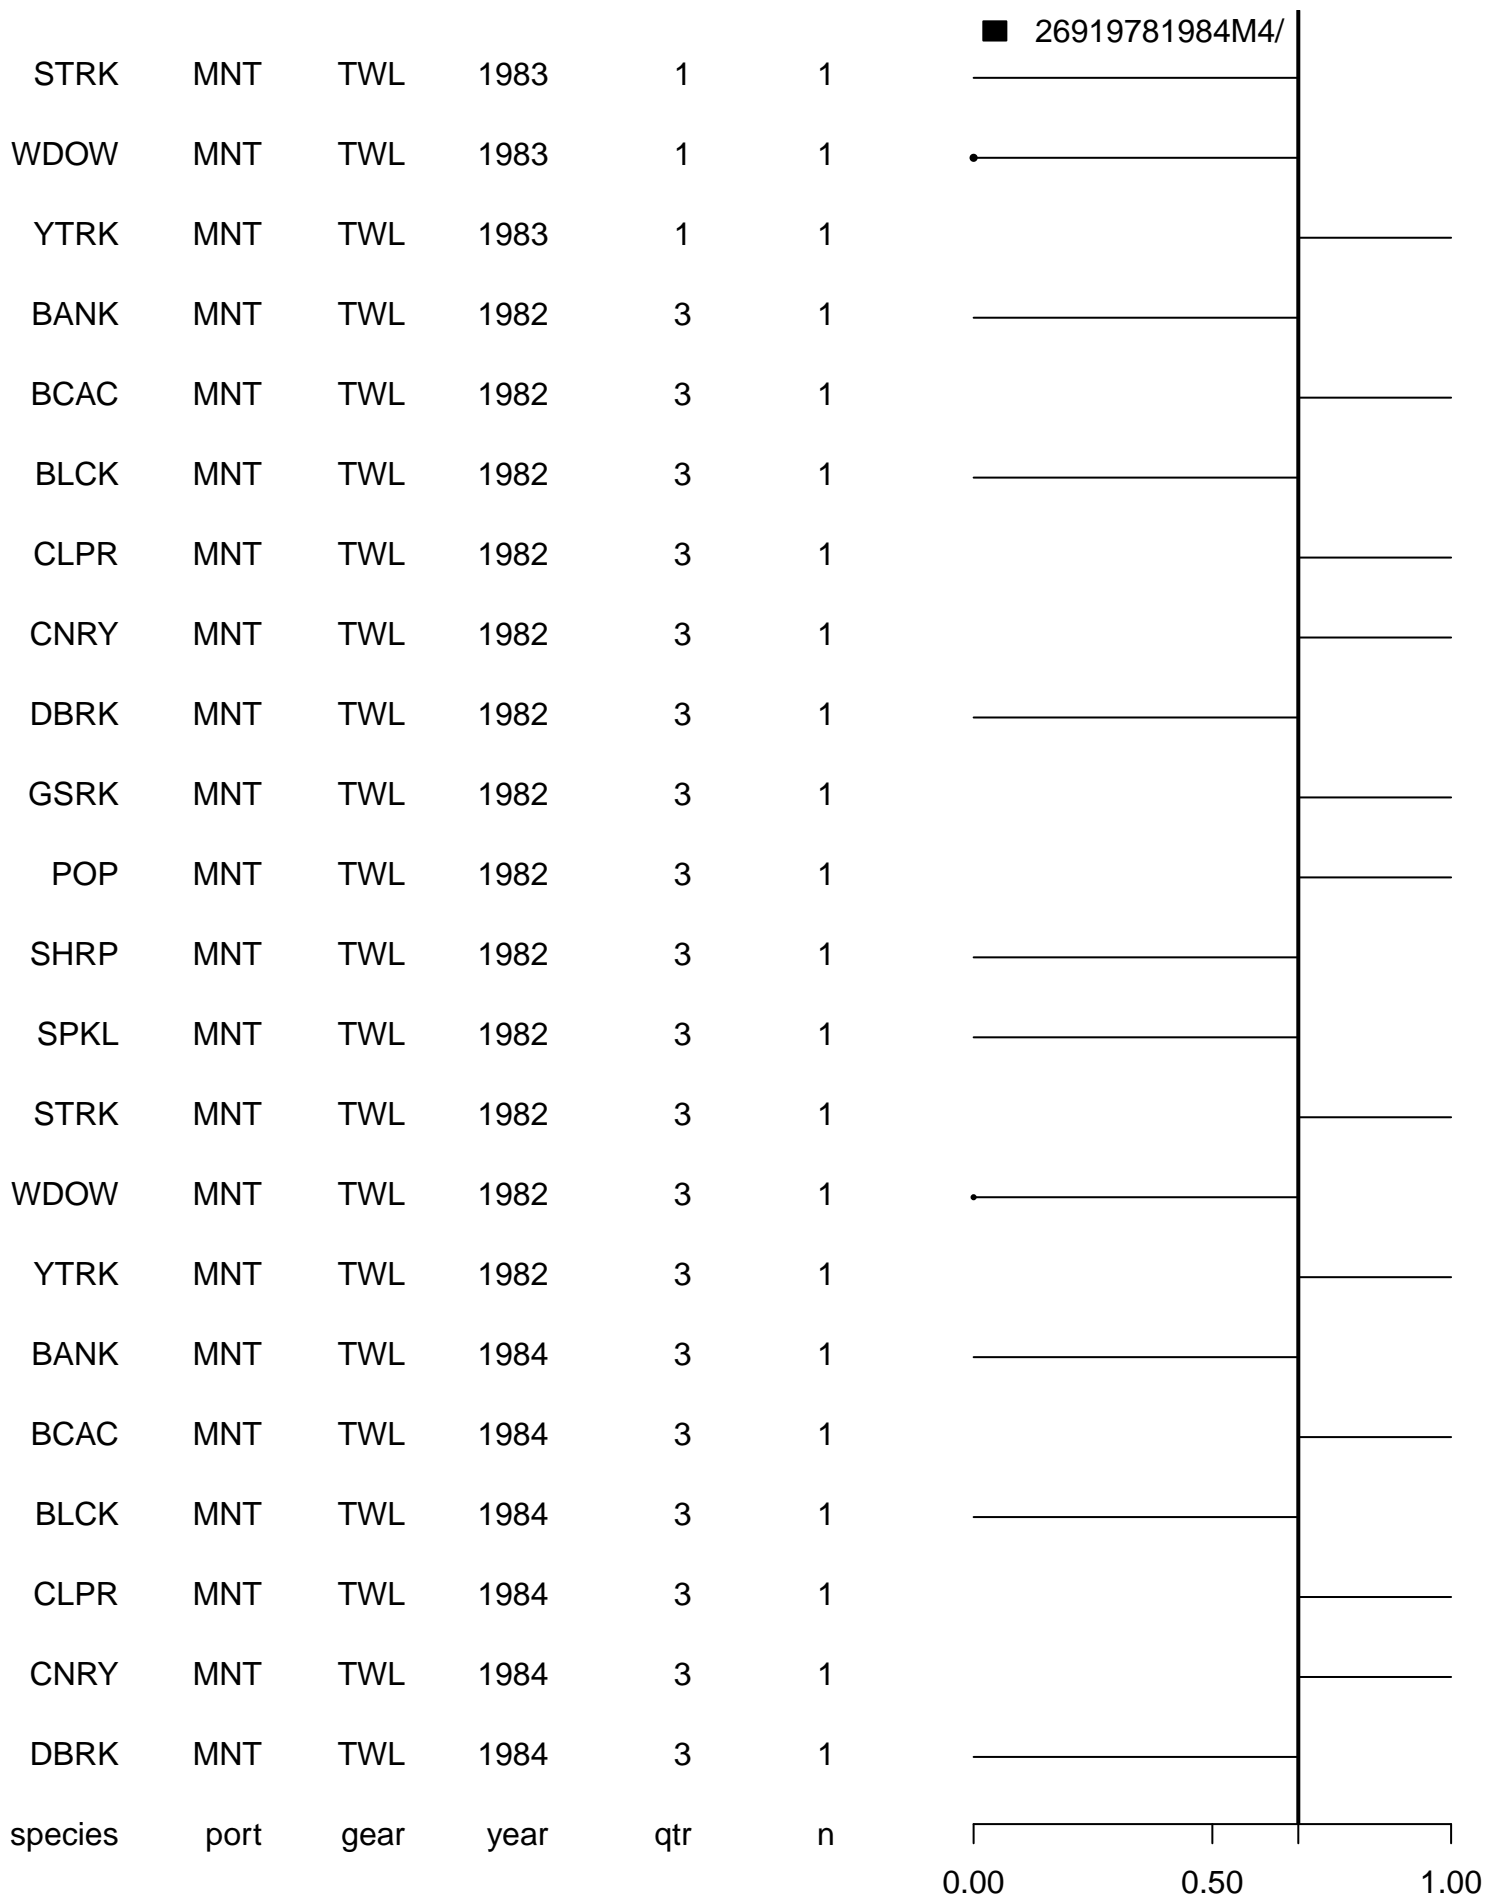 26919781984M4/
STRK MNT TWL 1983 1 1
WDOW MNT TWL 1983 1 1
YTRK MNT TWL 1983 1 1
BANK MNT TWL 1982 3 1
BCAC MNT TWL 1982 3 1
BLCK MNT TWL 1982 3 1
CLPR MNT TWL 1982 3 1
CNRY MNT TWL 1982 3 1
DBRK MNT TWL 1982 3 1
GSRK MNT TWL 1982 3 1
POP MNT TWL 1982 3 1
SHRP MNT TWL 1982 3 1
SPKL MNT TWL 1982 3 1
STRK MNT TWL 1982 3 1
WDOW MNT TWL 1982 3 1
YTRK MNT TWL 1982 3 1
BANK MNT TWL 1984 3 1
BCAC MNT TWL 1984 3 1
BLCK MNT TWL 1984 3 1
CLPR MNT TWL 1984 3 1
CNRY MNT TWL 1984 3 1
DBRK MNT TWL 1984 3 1
species port gear year qtr n
0.00 0.50 1.00